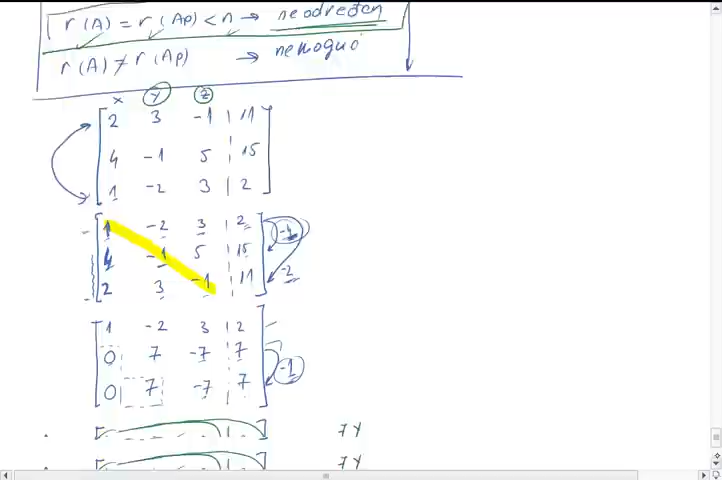 r(A) = r(Ap) < n → neodređen
r(A) ≠ r(Ap) → nemoguć
x y z
2 3 -1 | 11
4 -1 5 | 15
1 -2 3 | 2
1 -2 3 | 2 -4
4 -1 5 | 15
2 3 -1 | 11 -2
1 -2 3 | 2
0 7 -7 | 7 -1
0 7 -7 | 7
7 Y
7 Y